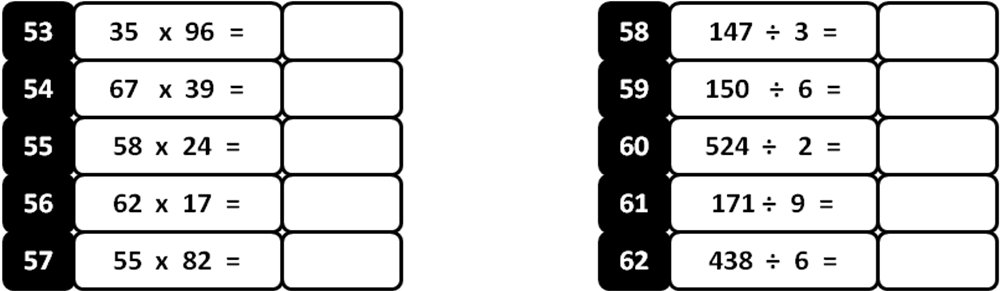 53 35 x 96 =
54 67 x 39 =
55 58 x 24 =
56 62 x 17 =
57 55 x 82 =
58 147 ÷ 3 =
59 150 ÷ 6 =
60 524 ÷ 2 =
61 171 ÷ 9 =
62 438 ÷ 6 =